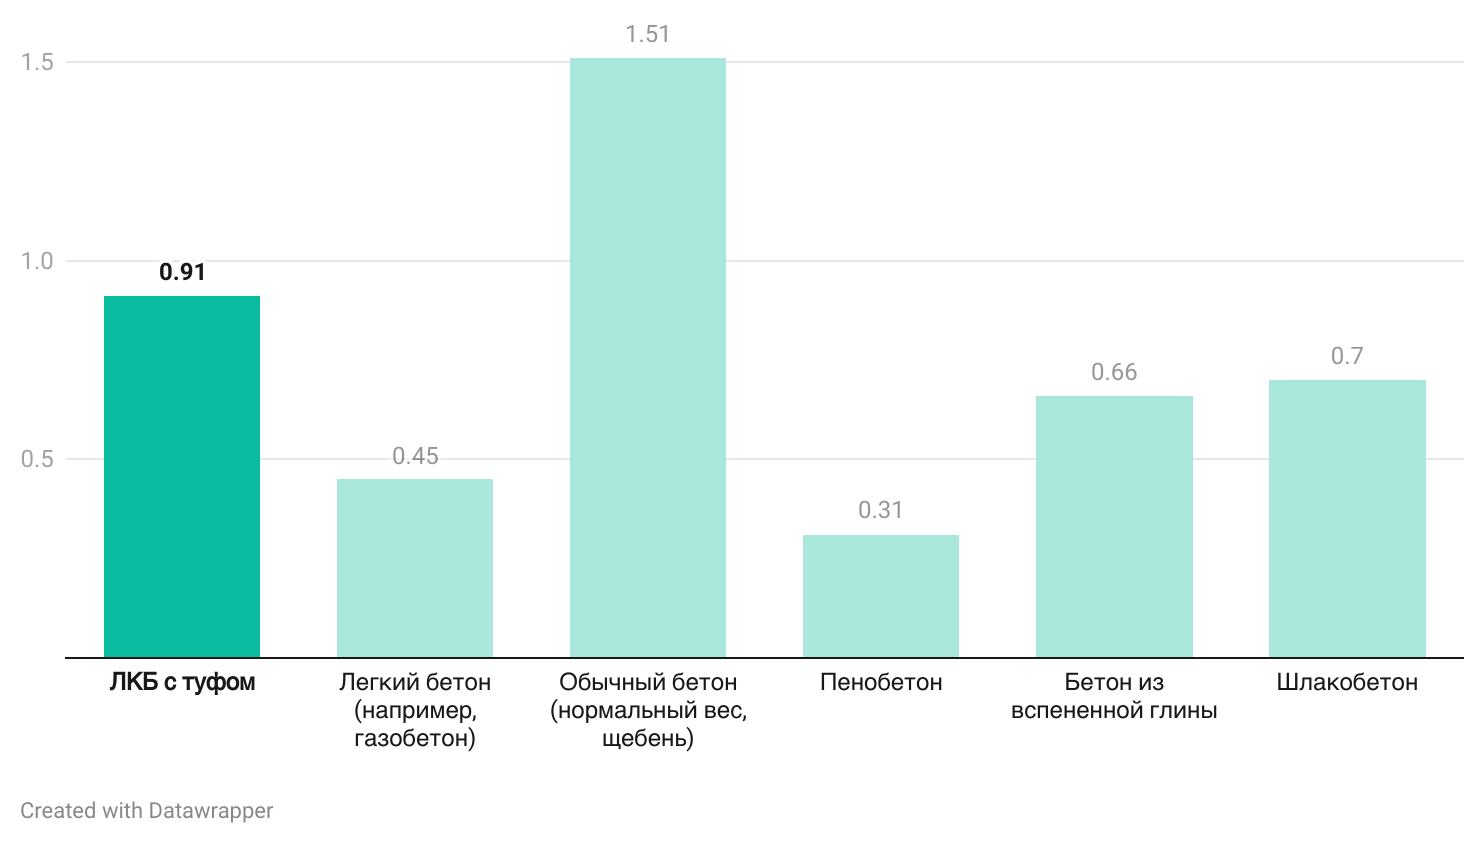 1.51
1.5
1.0
0.91
0.7
0.66
0.5
0.45
0.31
ЛКБ с туфом
Легкий бетон
(например,
газобетон)
Обычный бетон
(нормальный вес,
щебень)
Пенобетон
Бетон из
вспененной глины
Шлакобетон
Created with Datawrapper